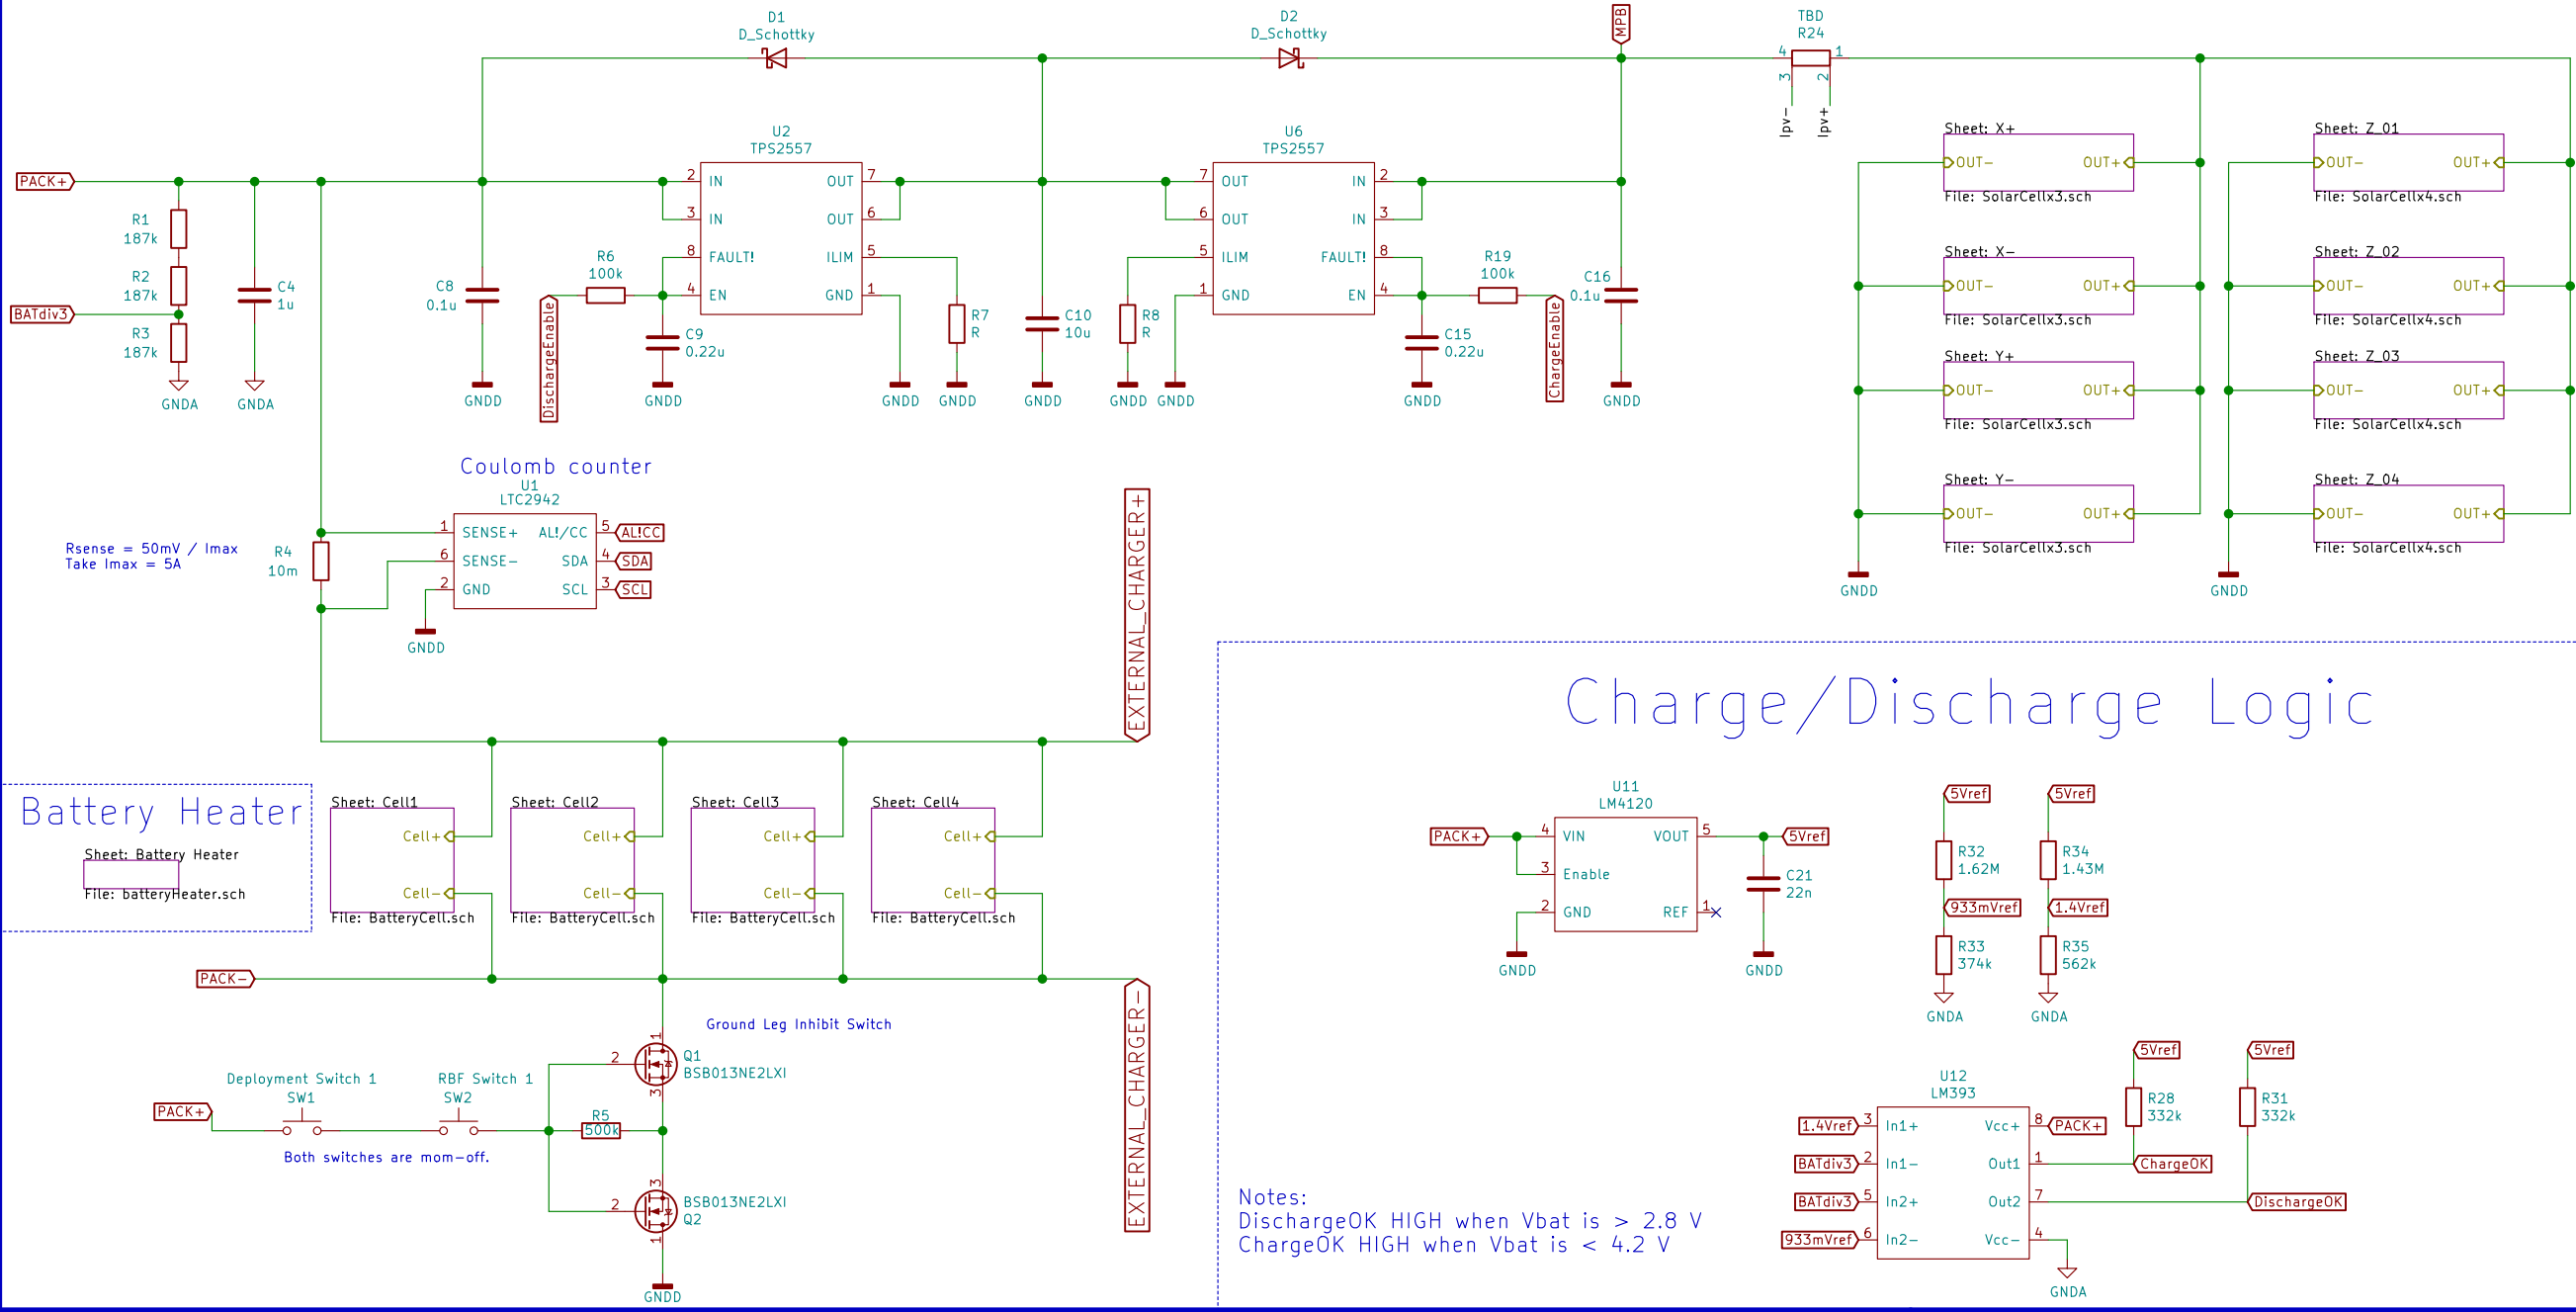 D1
D_Schottky
D2
D_Schottky
MPB
TBD
R24
4
1
3
2
Ipv-
Ipv+
PACK+
R1
187k
R2
187k
BATdiv3
R3
187k
GNDA
C4
1u
GNDA
C8
0.1u
GNDD
DischargeEnable
R6
100k
C9
0.22u
GNDD
U2
TPS2557
2 IN
3 IN
8 FAULT!
4 EN
OUT 7
OUT 6
ILIM 5
GND 1
GNDD
R7
R
GNDD
C10
10u
GNDD
R8
R
GNDD
GNDD
U6
TPS2557
7 OUT
6 OUT
5 ILIM
1 GND
IN 2
IN 3
FAULT! 8
EN 4
R19
100k
C15
0.22u
GNDD
ChargeEnable
C16
0.1u
GNDD
Sheet: X+
OUT- OUT+
File: SolarCellx3.sch
Sheet: X-
OUT- OUT+
File: SolarCellx3.sch
Sheet: Y+
OUT- OUT+
File: SolarCellx3.sch
Sheet: Y-
OUT- OUT+
File: SolarCellx3.sch
GNDD
Sheet: Z_01
OUT- OUT+
File: SolarCellx4.sch
Sheet: Z_02
OUT- OUT+
File: SolarCellx4.sch
Sheet: Z_03
OUT- OUT+
File: SolarCellx4.sch
Sheet: Z_04
OUT- OUT+
File: SolarCellx4.sch
GNDD
Coulomb counter
U1
LTC2942
1 SENSE+
6 SENSE-
2 GND
AL!/CC 5
SDA 4
SCL 3
AL!CC
SDA
SCL
GNDD
Rsense = 50mV / Imax
Take Imax = 5A
R4
10m
EXTERNAL_CHARGER+
Battery Heater
Sheet: Battery Heater
File: batteryHeater.sch
Sheet: Cell1
Cell+
Cell-
File: BatteryCell.sch
Sheet: Cell2
Cell+
Cell-
File: BatteryCell.sch
Sheet: Cell3
Cell+
Cell-
File: BatteryCell.sch
Sheet: Cell4
Cell+
Cell-
File: BatteryCell.sch
PACK-
EXTERNAL_CHARGER-
Ground Leg Inhibit Switch
1
2
3
Q1
BSB013NE2LXI
Deployment Switch 1
SW1
RBF Switch 1
SW2
PACK+
R5
500k
Both switches are mom-off.
3
2
1
BSB013NE2LXI
Q2
GNDD
Charge/Discharge Logic
U11
LM4120
PACK+
4 VIN
3 Enable
2 GND
VOUT 5
REF 1
5Vref
GNDD
C21
22n
GNDD
5Vref
R32
1.62M
933mVref
R33
374k
GNDA
5Vref
R34
1.43M
1.4Vref
R35
562k
GNDA
U12
LM393
1.4Vref
BATdiv3
BATdiv3
933mVref
3 In1+
2 In1-
5 In2+
6 In2-
Vcc+ 8
Out1 1
Out2 7
Vcc- 4
PACK+
ChargeOK
DischargeOK
5Vref
R28
332k
5Vref
R31
332k
GNDA
Notes:
DischargeOK HIGH when Vbat is > 2.8 V
ChargeOK HIGH when Vbat is < 4.2 V